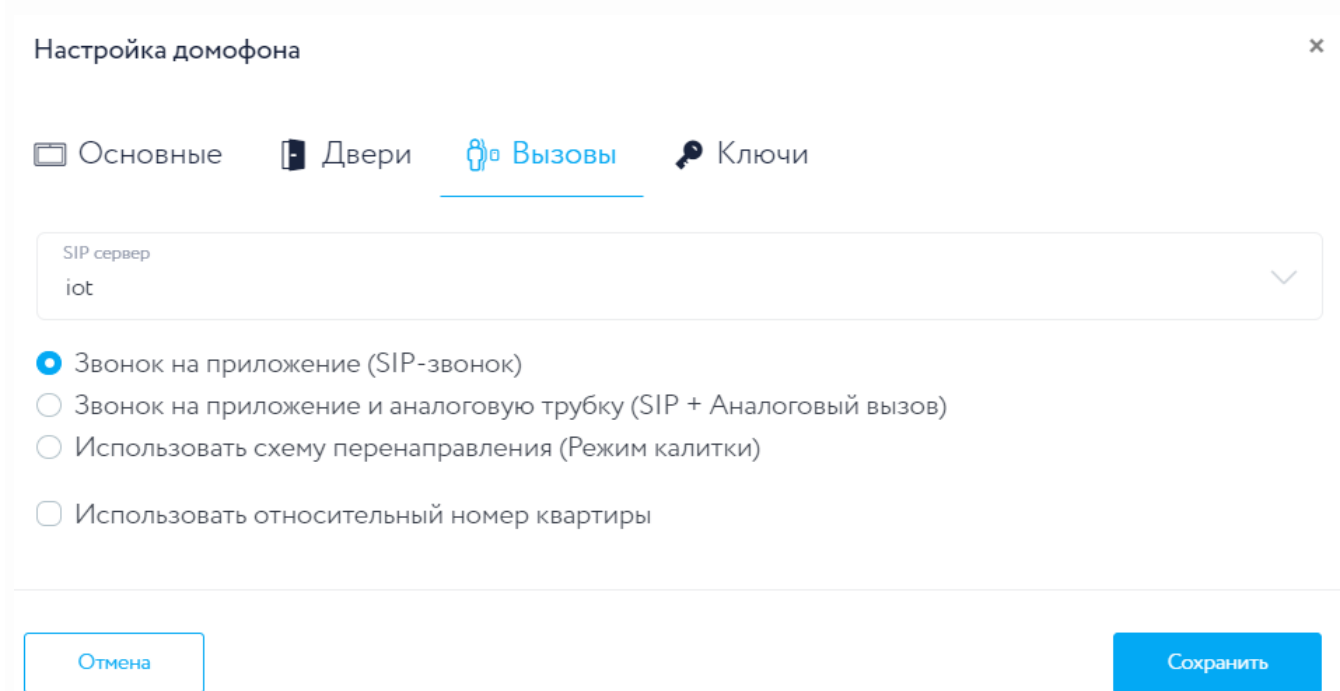 Настройка домофона ×
Основные Двери Вызовы Ключи
SIP сервер
iot
Звонок на приложение (SIP-звонок)
Звонок на приложение и аналоговую трубку (SIP + Аналоговый вызов)
Использовать схему перенаправления (Режим калитки)
Использовать относительный номер квартиры
Отмена Сохранить